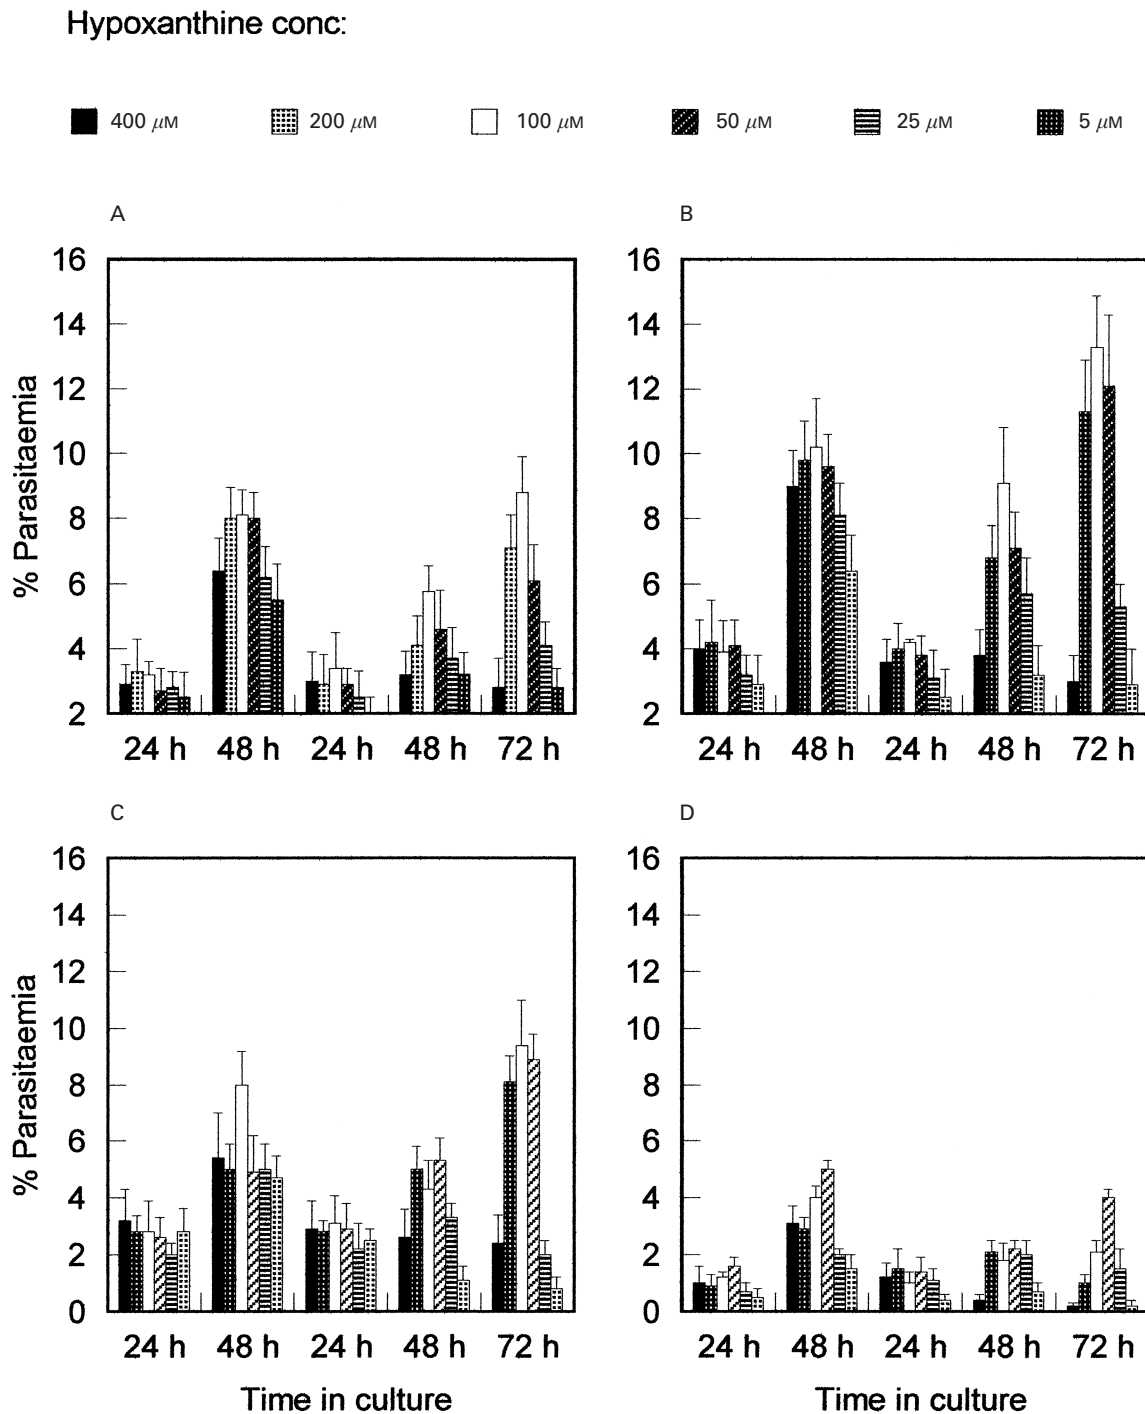 Hypoxanthine conc:
400 μM 200 μM 100 μM 50 μM 25 μM 5 μM
A
16
14
12
10
8
6
4
2
% Parasitaemia
24 h 48 h 24 h 48 h 72 h
B
16
14
12
10
8
6
4
2
24 h 48 h 24 h 48 h 72 h
C
16
14
12
10
8
6
4
2
0
% Parasitaemia
24 h 48 h 24 h 48 h 72 h
Time in culture
D
16
14
12
10
8
6
4
2
0
24 h 48 h 24 h 48 h 72 h
Time in culture